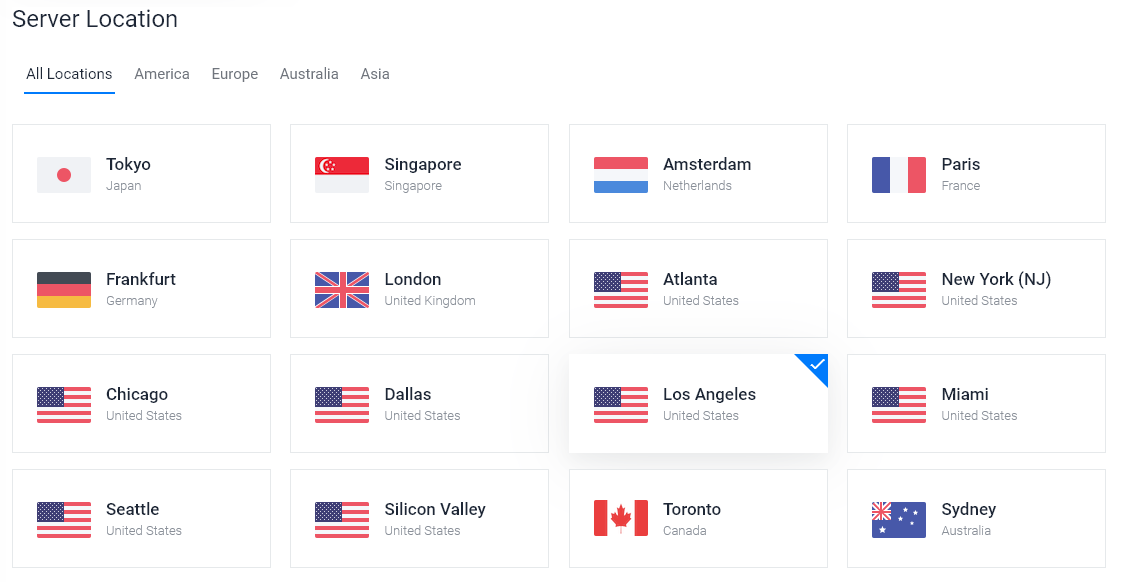 Server Location
All Locations
America
Europe
Australia
Asia
Tokyo
Japan
Singapore
Singapore
Amsterdam
Netherlands
Paris
France
Frankfurt
Germany
London
United Kingdom
Atlanta
United States
New York (NJ)
United States
Chicago
United States
Dallas
United States
Los Angeles
United States
Miami
United States
Seattle
United States
Silicon Valley
United States
Toronto
Canada
Sydney
Australia